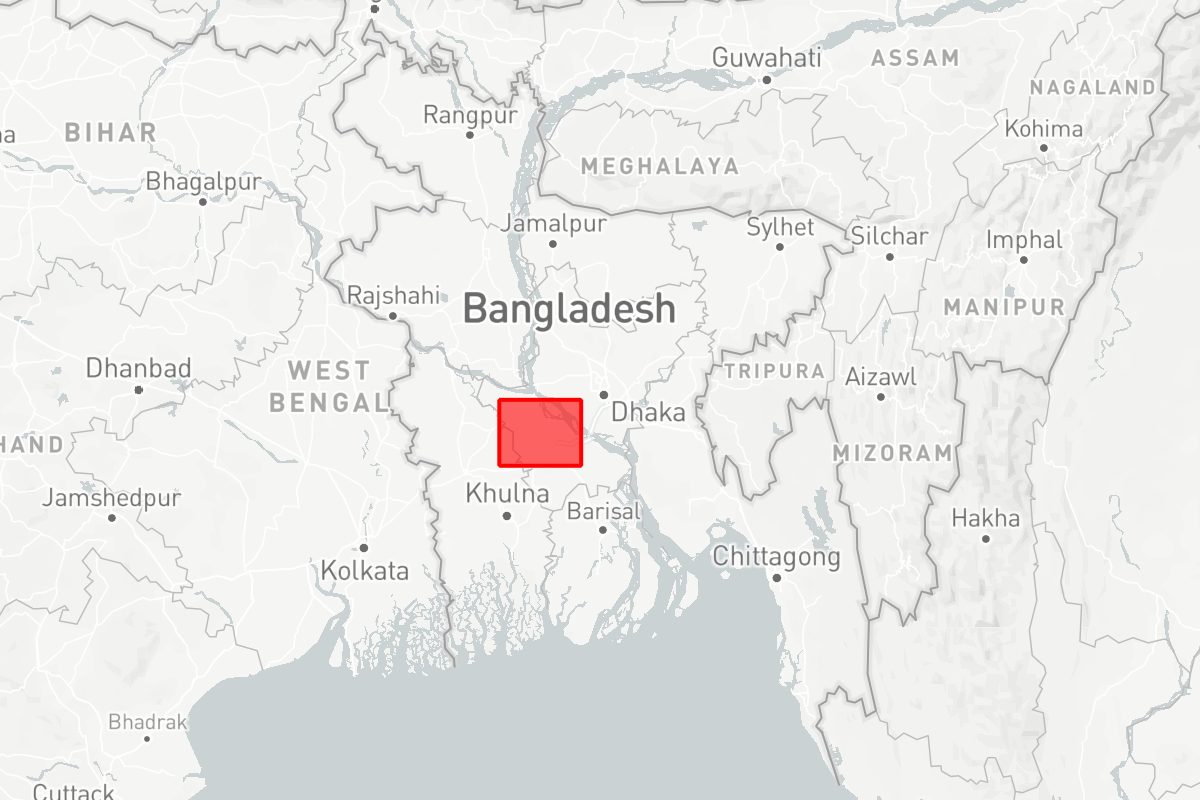 Guwahati
ASSAM
NAGALAND
Rangpur
na
BIHAR
Kohima
MEGHALAYA
Bhagalpur
Jamalpur
Sylhet
Silchar
Imphal
Rajshahi
Bangladesh
MANIPUR
Dhanbad
WEST
BENGAL
TRIPURA
Aizawl
Dhaka
HAND
MIZORAM
Jamshedpur
Khulna
Barisal
Hakha
Kolkata
Chittagong
Bhadrak
Cuttack